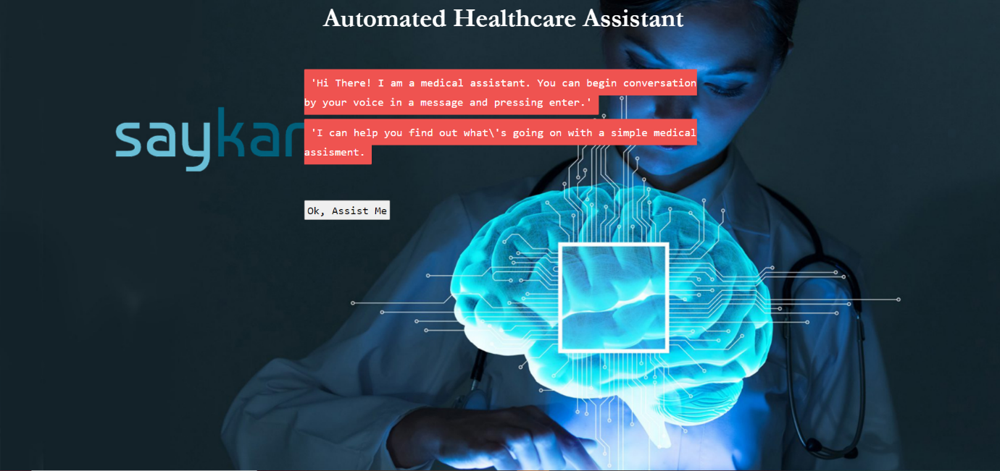 Automated Healthcare Assistant
'Hi There! I am a medical assistant. You can begin conversation
by your voice in a message and pressing enter.'
saykar
'I can help you find out what\'s going on with a simple medical
assisment.
Ok, Assist Me